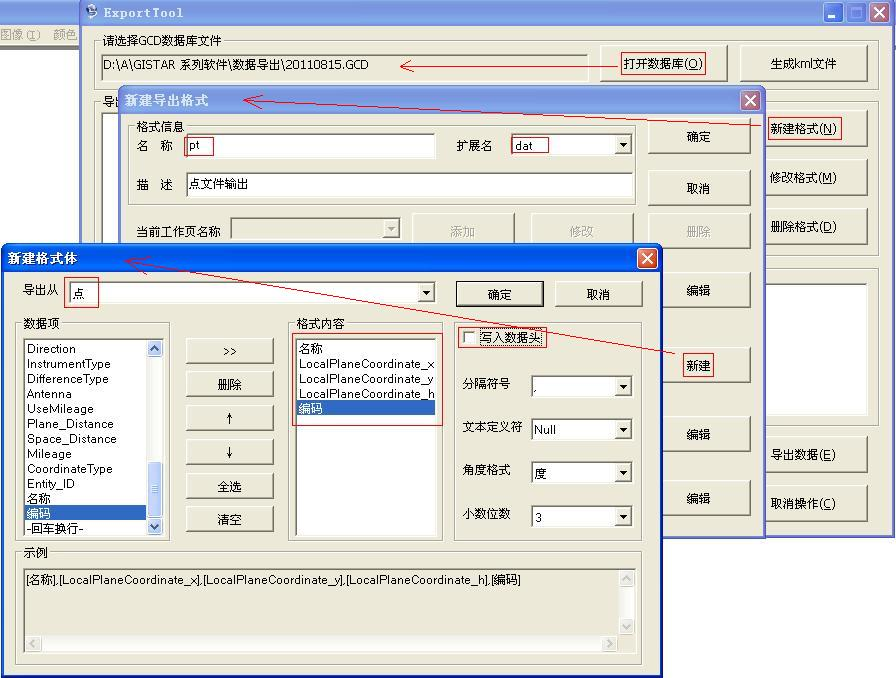 ExportTool
图像(I) 颜色
请选择GCD数据库文件
D:\A\GISTAR 系列软件\数据导出\20110815.GCD
打开数据库(O)
生成kml文件
导出
新建导出格式
格式信息
名 称 pt
扩展名 dat
确定
新建格式(N)
描 述 点文件输出
取消
修改格式(M)
当前工作页名称
添加
修改
删除
删除格式(D)
新建格式体
导出从 点
确定
取消
编辑
数据项
格式内容
写入数据头
新建
Direction
InstrumentType
DifferenceType
Antenna
UseMileage
Plane_Distance
Space_Distance
Mileage
CoordinateType
Entity_ID
名称
编码
-回车换行-
>>
删除
↑
↓
全选
清空
名称
LocalPlaneCoordinate_x
LocalPlaneCoordinate_y
LocalPlaneCoordinate_h
编码
分隔符号 ,
文本定义符 Null
角度格式 度
小数位数 3
编辑
编辑
导出数据(E)
取消操作(C)
示例
[名称],[LocalPlaneCoordinate_x],[LocalPlaneCoordinate_y],[LocalPlaneCoordinate_h],[编码]